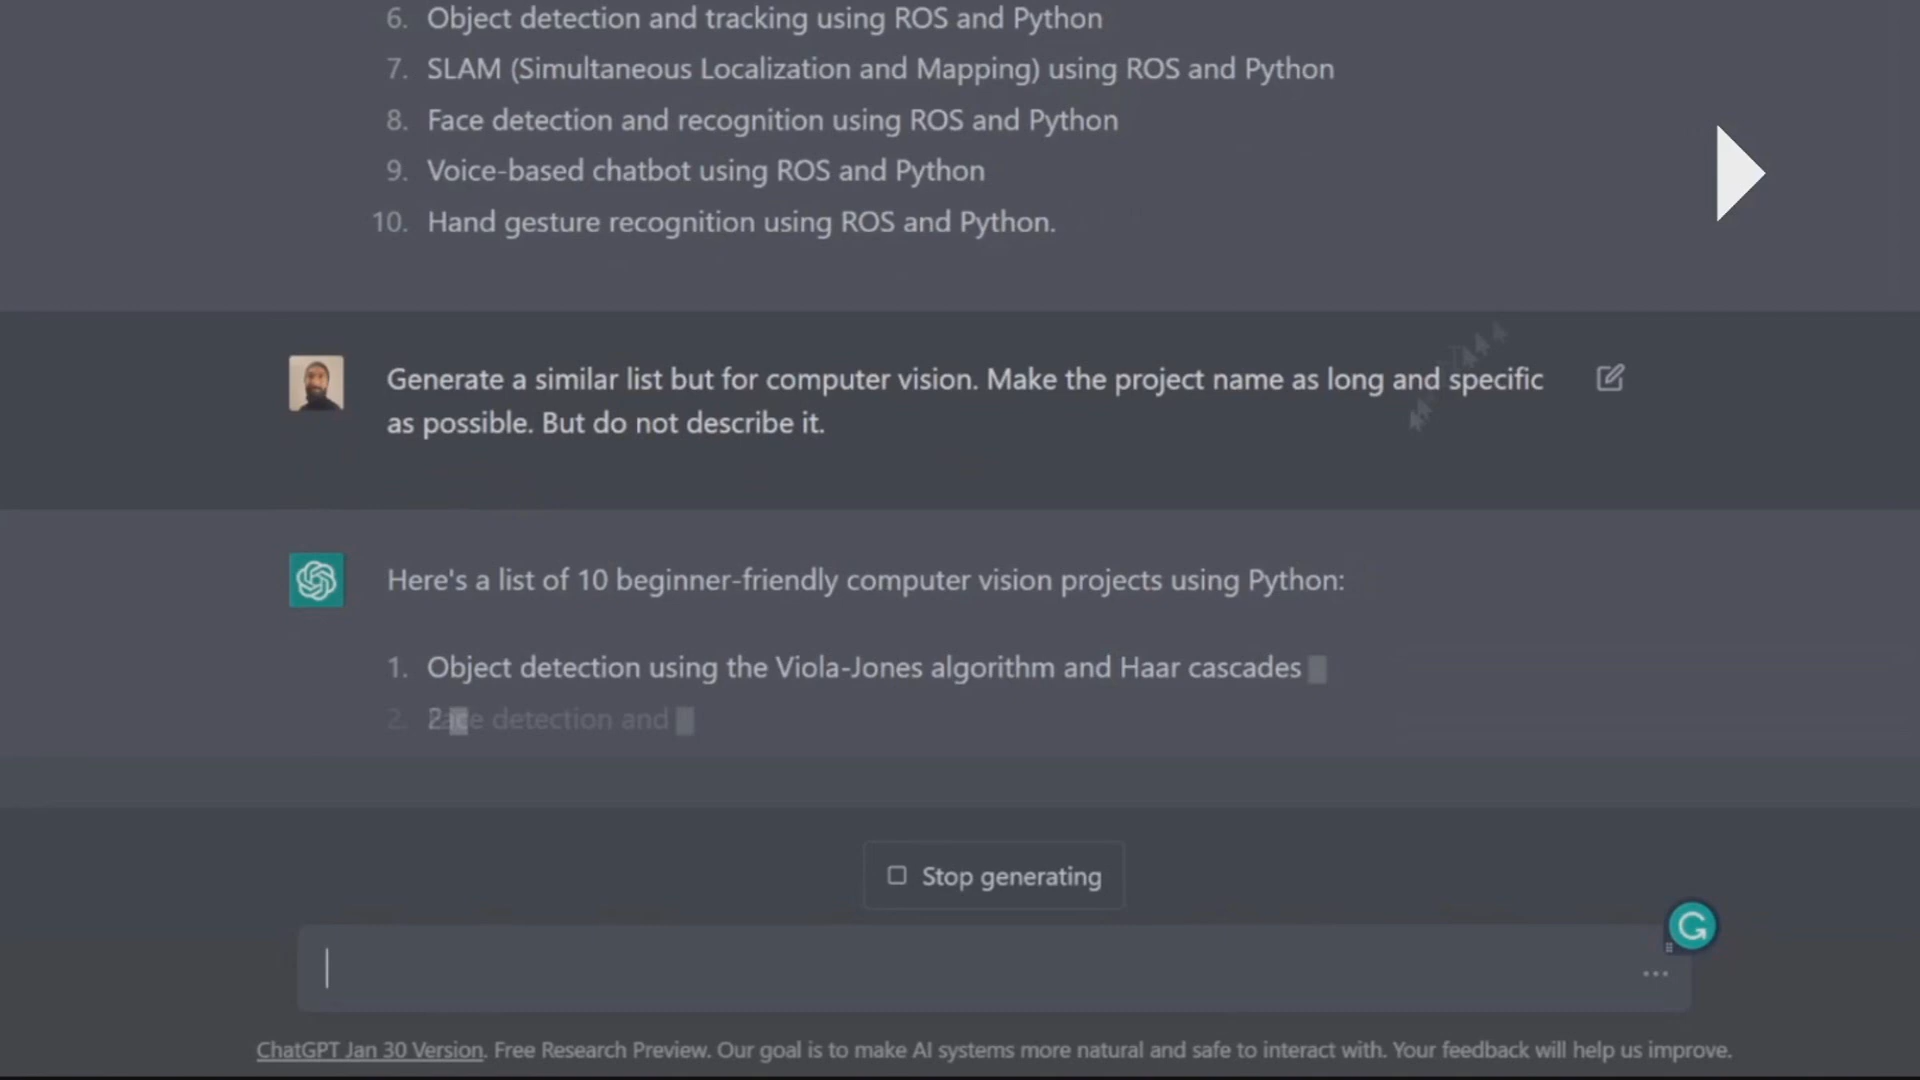 6. Object detection and tracking using ROS and Python
7. SLAM (Simultaneous Localization and Mapping) using ROS and Python
8. Face detection and recognition using ROS and Python
9. Voice-based chatbot using ROS and Python
10. Hand gesture recognition using ROS and Python.
Generate a similar list but for computer vision. Make the project name as long and specific
as possible. But do not describe it.
Here's a list of 10 beginner-friendly computer vision projects using Python:
1. Object detection using the Viola-Jones algorithm and Haar cascades
2. Face detection and
Stop generating
ChatGPT Jan 30 Version. Free Research Preview. Our goal is to make AI systems more natural and safe to interact with. Your feedback will help us improve.